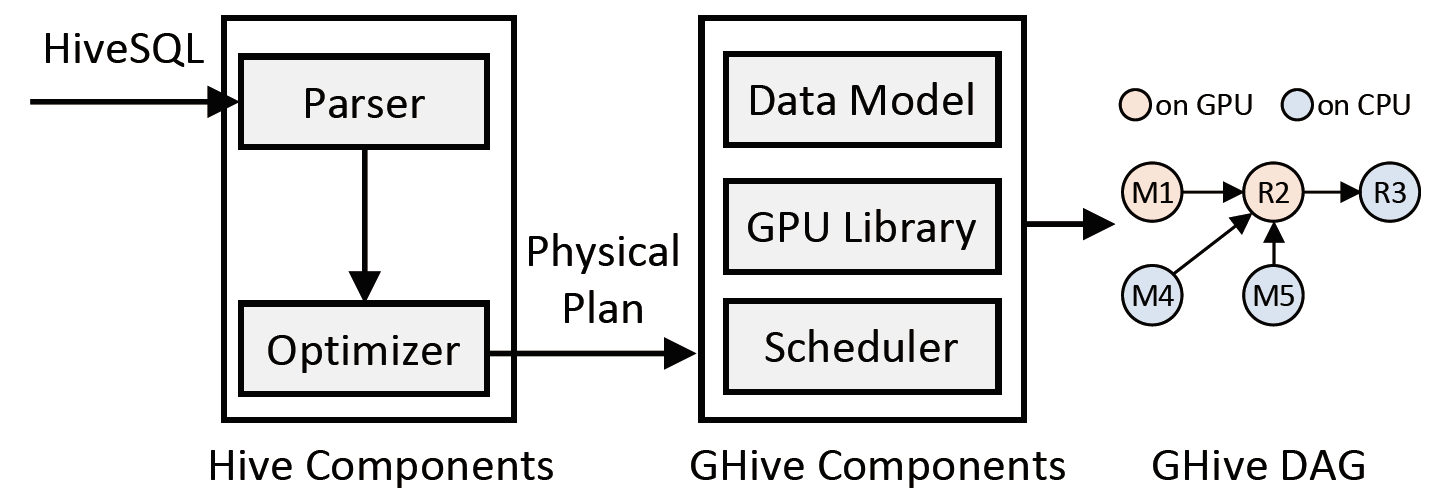 HiveSQL
Parser
Optimizer
Hive Components
Physical
Plan
Data Model
GPU Library
Scheduler
GHive Components
on GPU
on CPU
M1
R2
R3
M4
M5
GHive DAG